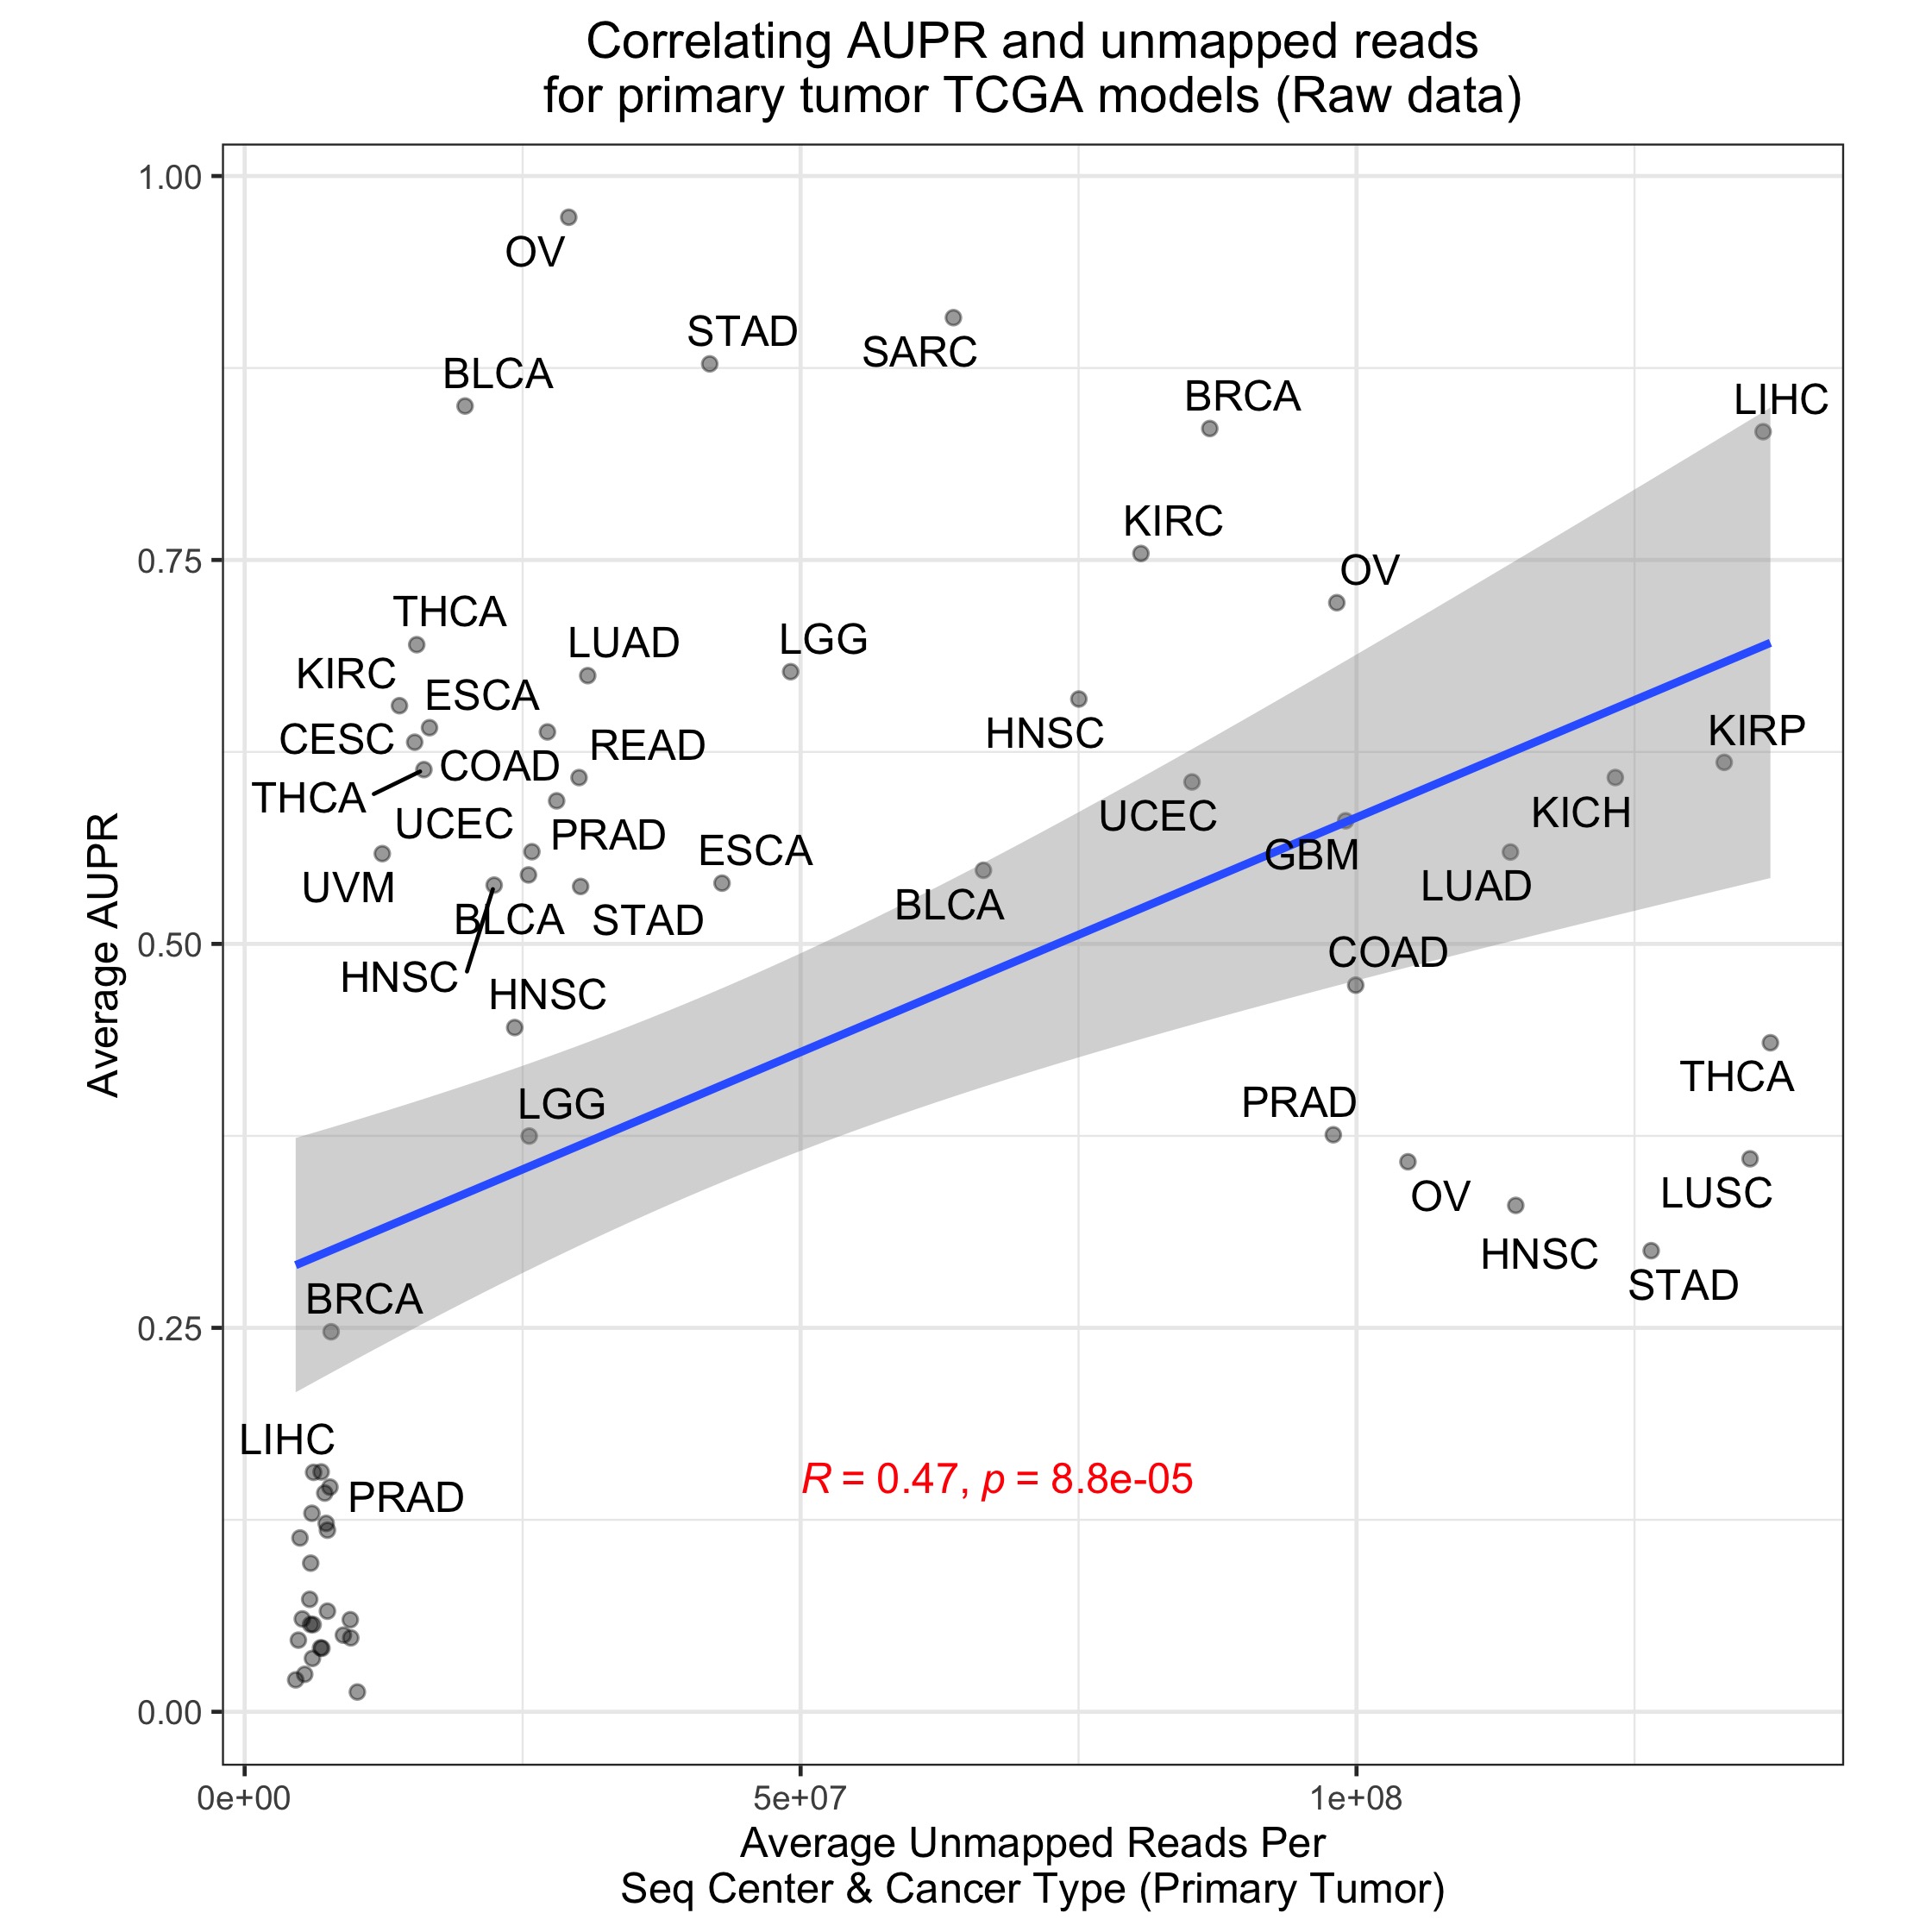 Correlating AUPR and unmapped reads
for primary tumor TCGA models (Raw data)
1.00
OV
STAD
SARC
BLCA
BRCA
LIHC
KIRC
0.75
OV
THCA
LUAD
LGG
KIRC
ESCA
HNSC
CESC
READ
KIRP
COAD
THCA
UCEC
PRAD
UCEC
KICH
ESCA
GBM
UVM
LUAD
BLCA
STAD
BLCA
0.50
COAD
HNSC
HNSC
THCA
LGG
PRAD
OV
LUSC
HNSC
STAD
BRCA
0.25
LIHC
PRAD
R = 0.47, p = 8.8e-05
0.00
Average AUPR
0e+00
5e+07
1e+08
Average Unmapped Reads Per
Seq Center & Cancer Type (Primary Tumor)